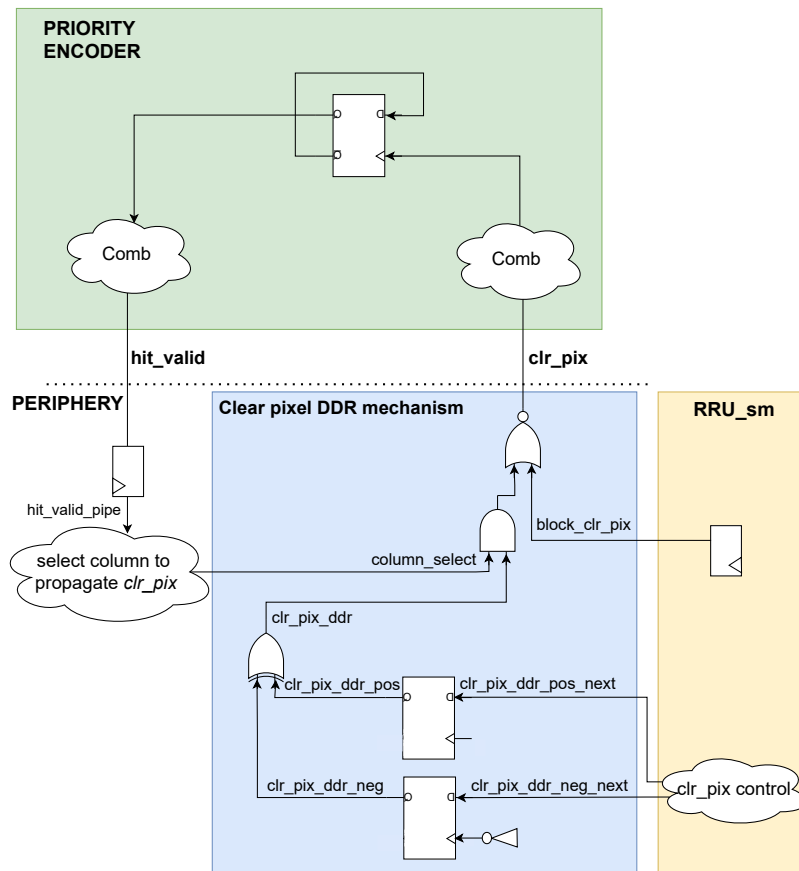 PRIORITY
ENCODER
Comb
Comb
hit_valid
clr_pix
PERIPHERY
Clear pixel DDR mechanism
RRU_sm
hit_valid_pipe
block_clr_pix
select column to
propagate clr_pix
column_select
clr_pix_ddr
clr_pix_ddr_pos
clr_pix_ddr_pos_next
clr_pix_ddr_neg
clr_pix_ddr_neg_next
clr_pix control